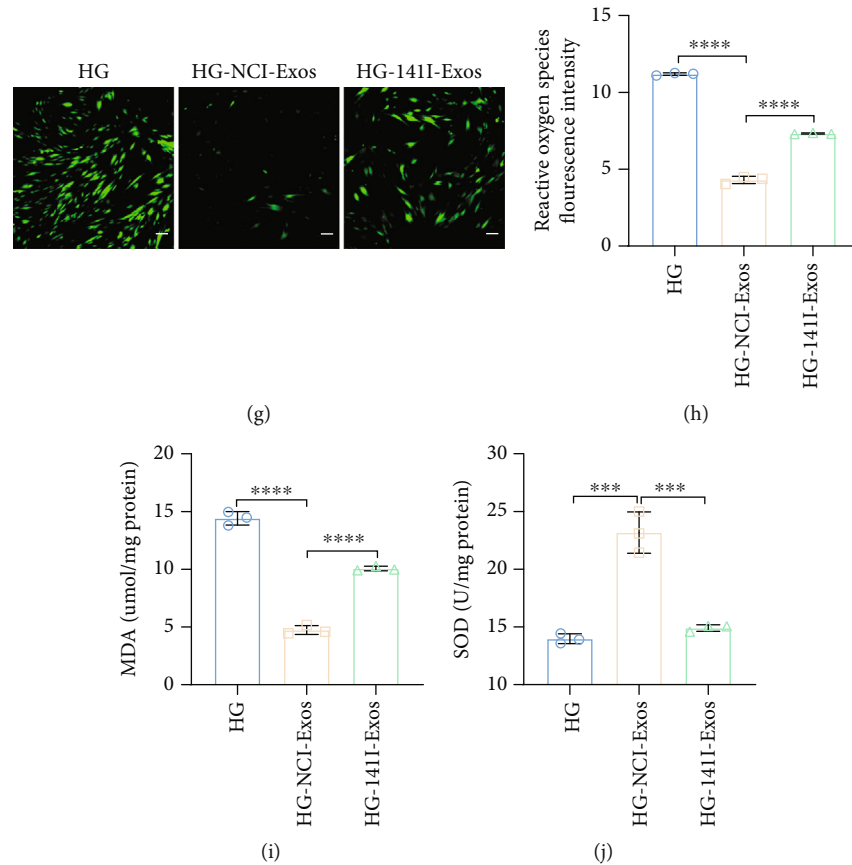 HG
HG-NCI-Exos
HG-141I-Exos
(g)
Reactive oxygen species
flourescence intensity
15
10
5
0
****
****
HG
HG-NCI-Exos
HG-141I-Exos
(h)
MDA (umol/mg protein)
20
15
10
5
0
****
****
HG
HG-NCI-Exos
HG-141I-Exos
(i)
SOD (U/mg protein)
30
25
20
15
10
***
***
HG
HG-NCI-Exos
HG-141I-Exos
(j)